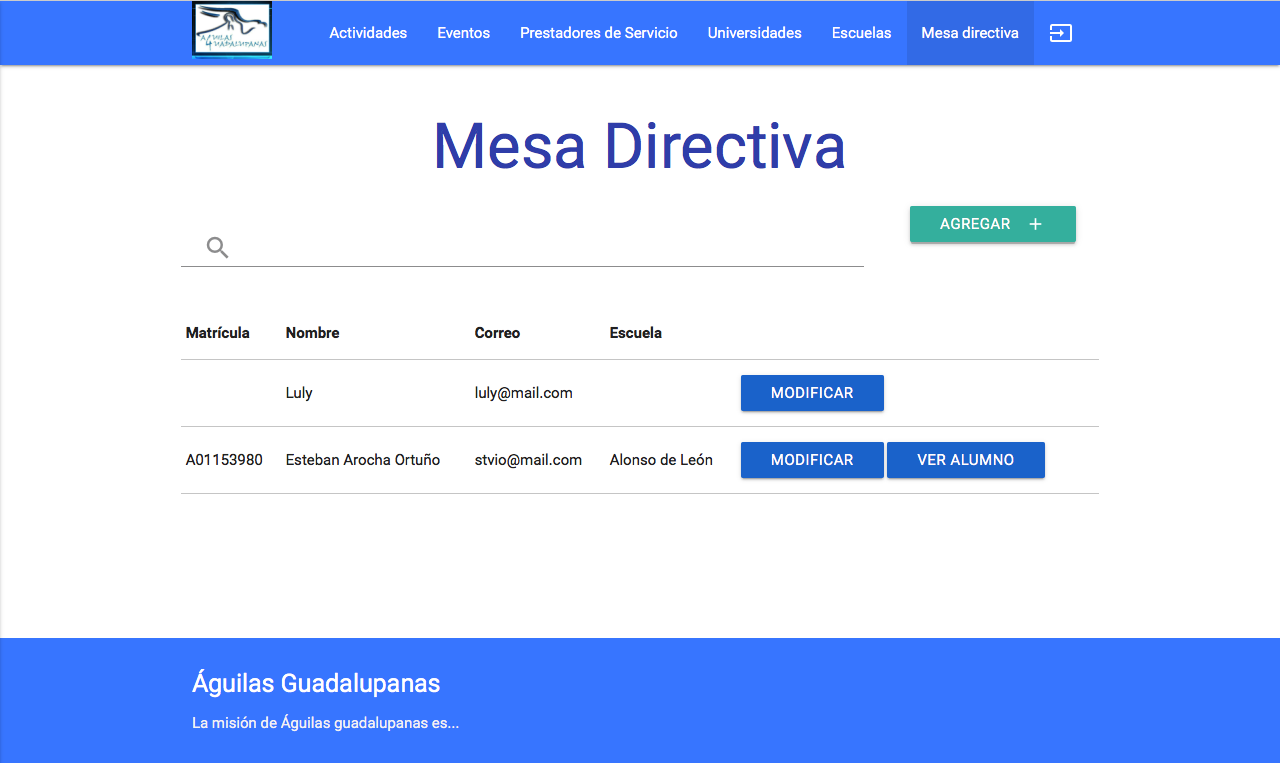 AGUILAS
GUADALUPANAS
Actividades Eventos Prestadores de Servicio Universidades Escuelas Mesa directiva
Mesa Directiva
AGREGAR +
Matrícula Nombre Correo Escuela
Luly luly@mail.com MODIFICAR
A01153980 Esteban Arocha Ortuño stvio@mail.com Alonso de León MODIFICAR VER ALUMNO
Águilas Guadalupanas
La misión de Águilas guadalupanas es...